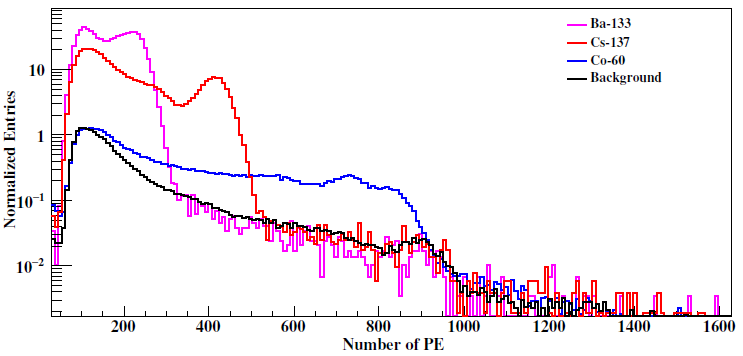 Ba-133
Cs-137
Co-60
Background
Normalized Entries
10
1
10⁻¹
10⁻²
200 400 600 800 1000 1200 1400 1600
Number of PE